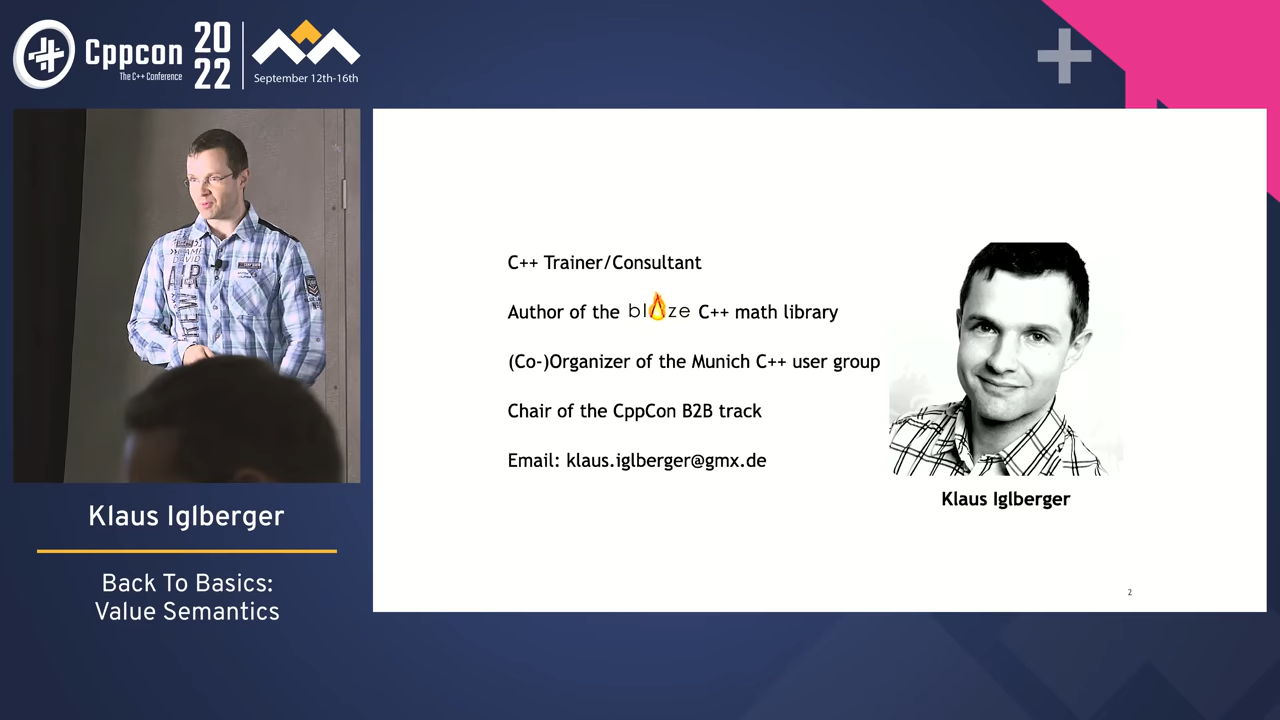 Cppcon
The C++ Conference
20
22
September 12th-16th
AIR
C++ Trainer/Consultant
Author of the blaze C++ math library
(Co-)Organizer of the Munich C++ user group
Chair of the CppCon B2B track
Email: klaus.iglberger@gmx.de
Klaus Iglberger
2
Klaus Iglberger
Back To Basics:
Value Semantics